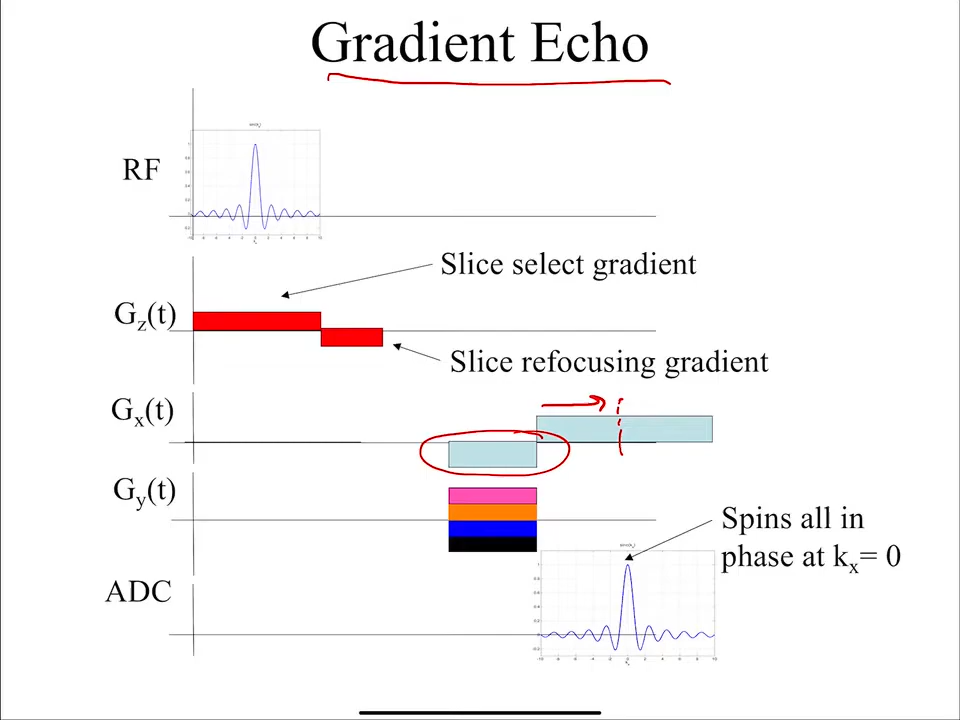 Gradient Echo
RF
Slice select gradient
Gz(t)
Slice refocusing gradient
Gx(t)
Gy(t)
Spins all in
phase at kx= 0
ADC